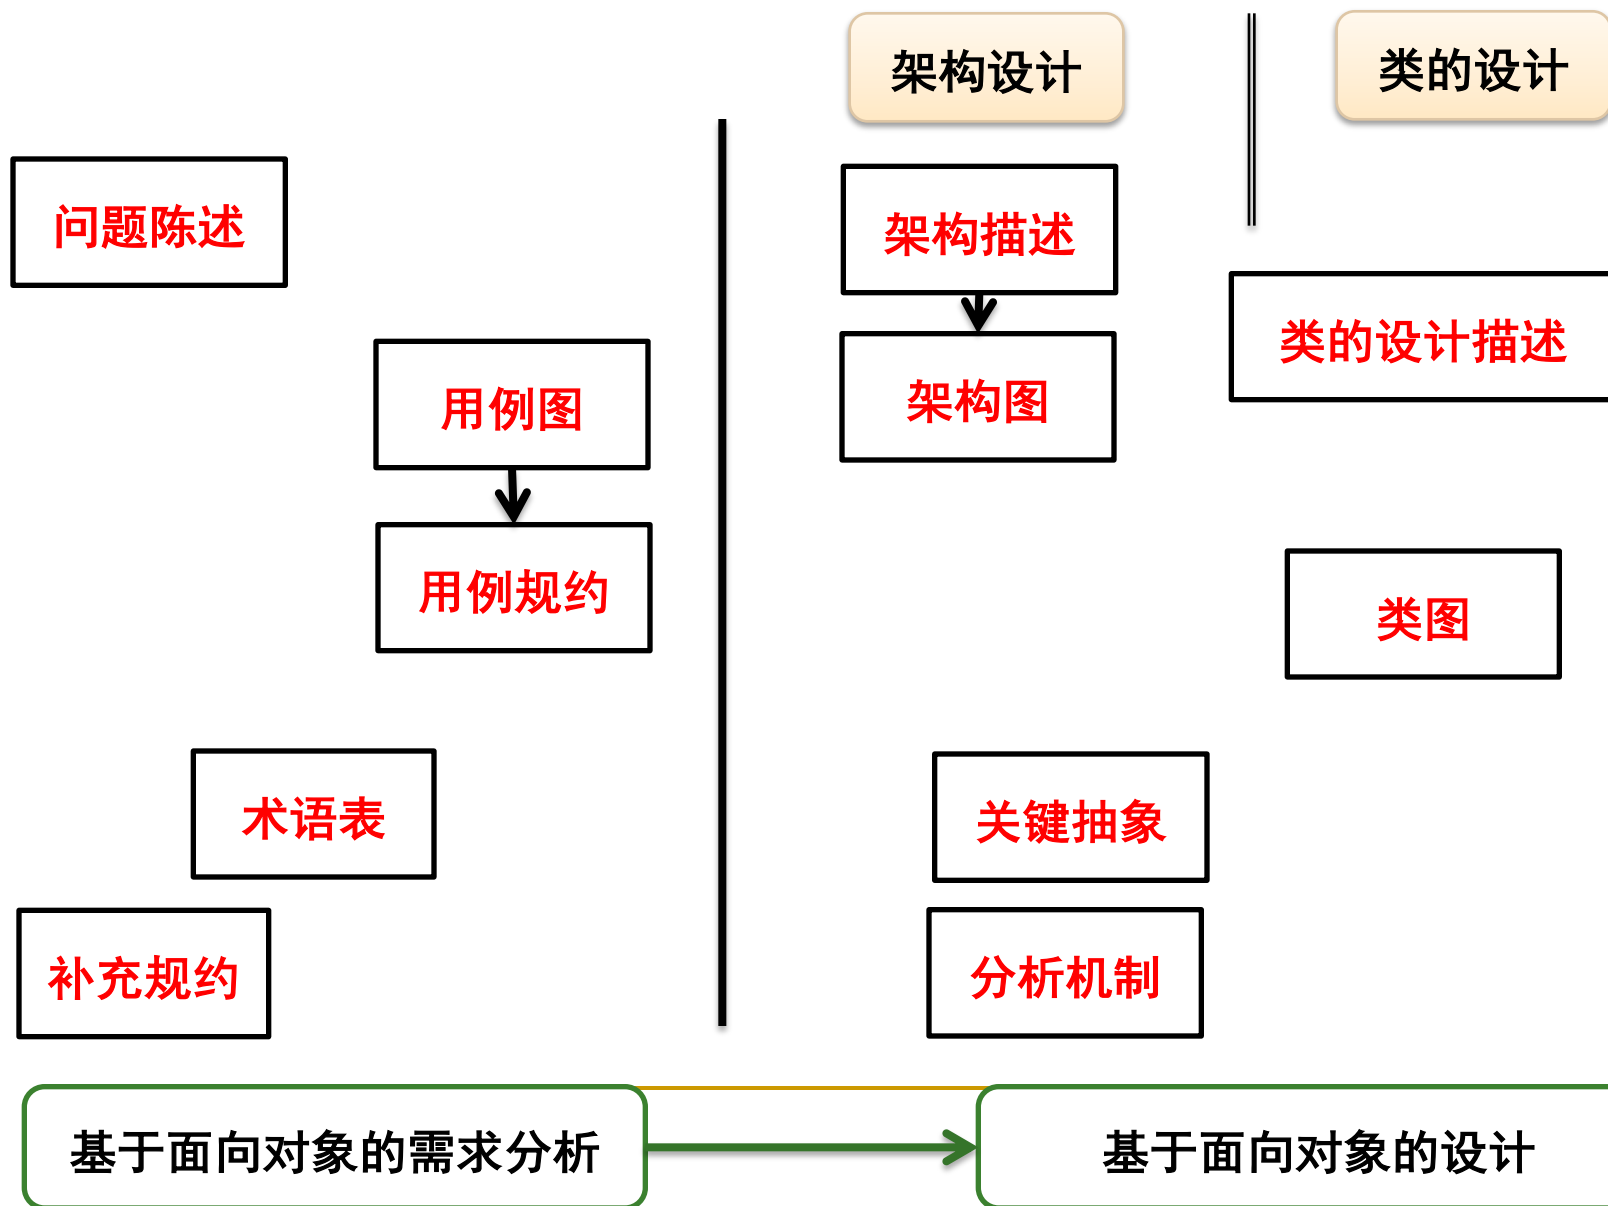 架构设计
类的设计
问题陈述
架构描述
类的设计描述
用例图
架构图
用例规约
类图
术语表
关键抽象
补充规约
分析机制
基于面向对象的需求分析
基于面向对象的设计